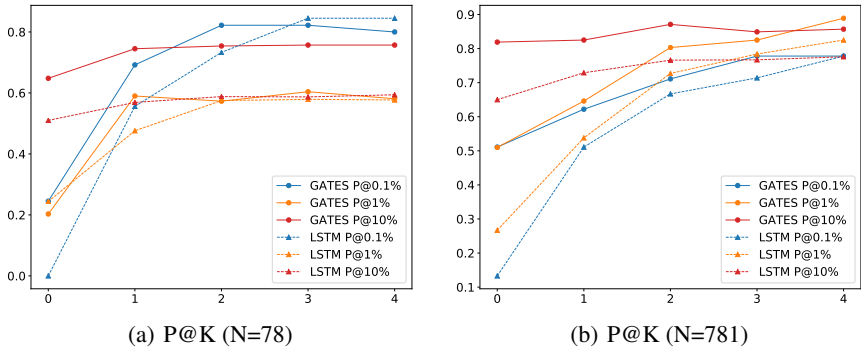 0.8
0.6
0.4
0.2
0.0
0 1 2 3 4
GATES P@0.1%
GATES P@1%
GATES P@10%
LSTM P@0.1%
LSTM P@1%
LSTM P@10%
(a) P@K (N=78)
0.9
0.8
0.7
0.6
0.5
0.4
0.3
0.2
0.1
0 1 2 3 4
GATES P@0.1%
GATES P@1%
GATES P@10%
LSTM P@0.1%
LSTM P@1%
LSTM P@10%
(b) P@K (N=781)